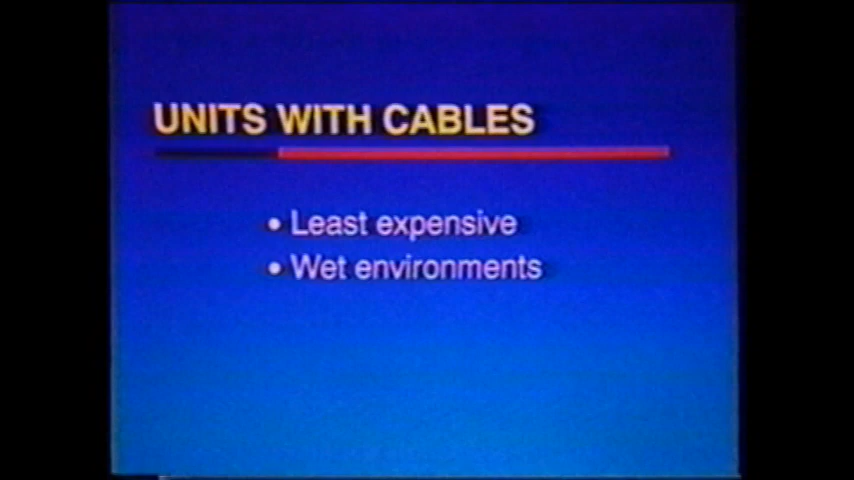 UNITS WITH CABLES
• Least expensive
• Wet environments